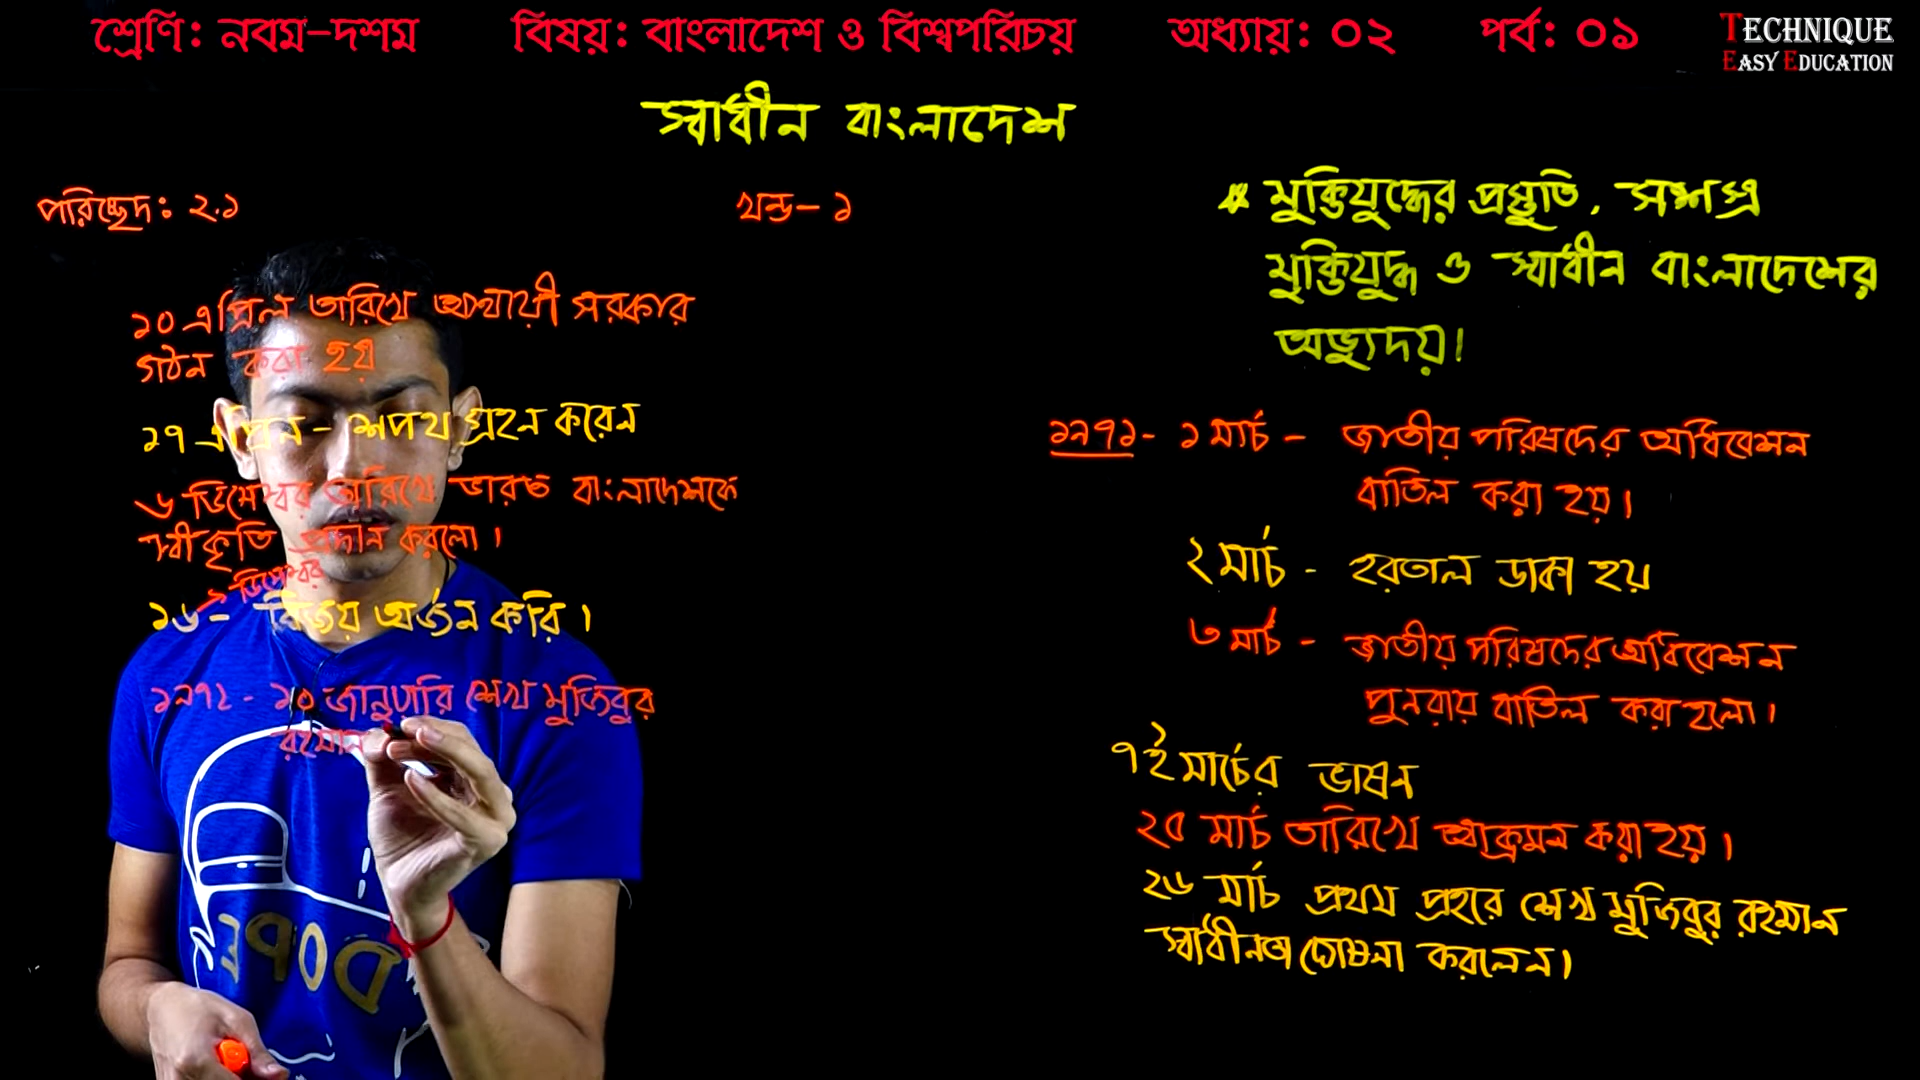 শ্রেণি: নবম-দশম বিষয়: বাংলাদেশ ও বিশ্বপরিচয় অধ্যায়: ০২ পর্ব: ০১
TECHNIQUE
EASY EDUCATION
স্বাধীন বাংলাদেশ
পরিচ্ছেদ: ২.১
খন্ড- ১
মুক্তিযুদ্ধের প্রস্তুতি, সশস্ত্র
মুক্তিযুদ্ধ ও স্বাধীন বাংলাদেশের
অভ্যুদয়।
১০ এপ্রিল তারিখে অস্থায়ী সরকার
গঠন করা হয়
১৭ এপ্রিল - শপথ গ্রহন করেন
৬ ডিসেম্বর তারিখে ভারত বাংলাদেশকে
স্বীকৃতি প্রদান করলো।
→ ডিসেম্বর
১৬ - বিজয় অর্জন করি।
১৯৭২ - ১০ জানুয়ারি শেখ মুজিবুর
রহমান
১৯৭১- ১ মার্চ - জাতীয় পরিষদের অধিবেশন
বাতিল করা হয়।
২ মার্চ - হরতাল ডাকা হয়
৩ মার্চ - জাতীয় পরিষদের অধিবেশন
পুনরায় বাতিল করা হলো।
৭ই মার্চের ভাষন
২৫ মার্চ তারিখে আক্রমন করা হয়।
২৬ মার্চ প্রথম প্রহরে শেখ মুজিবুর রহমান
স্বাধীনতা ঘোষনা করলেন।